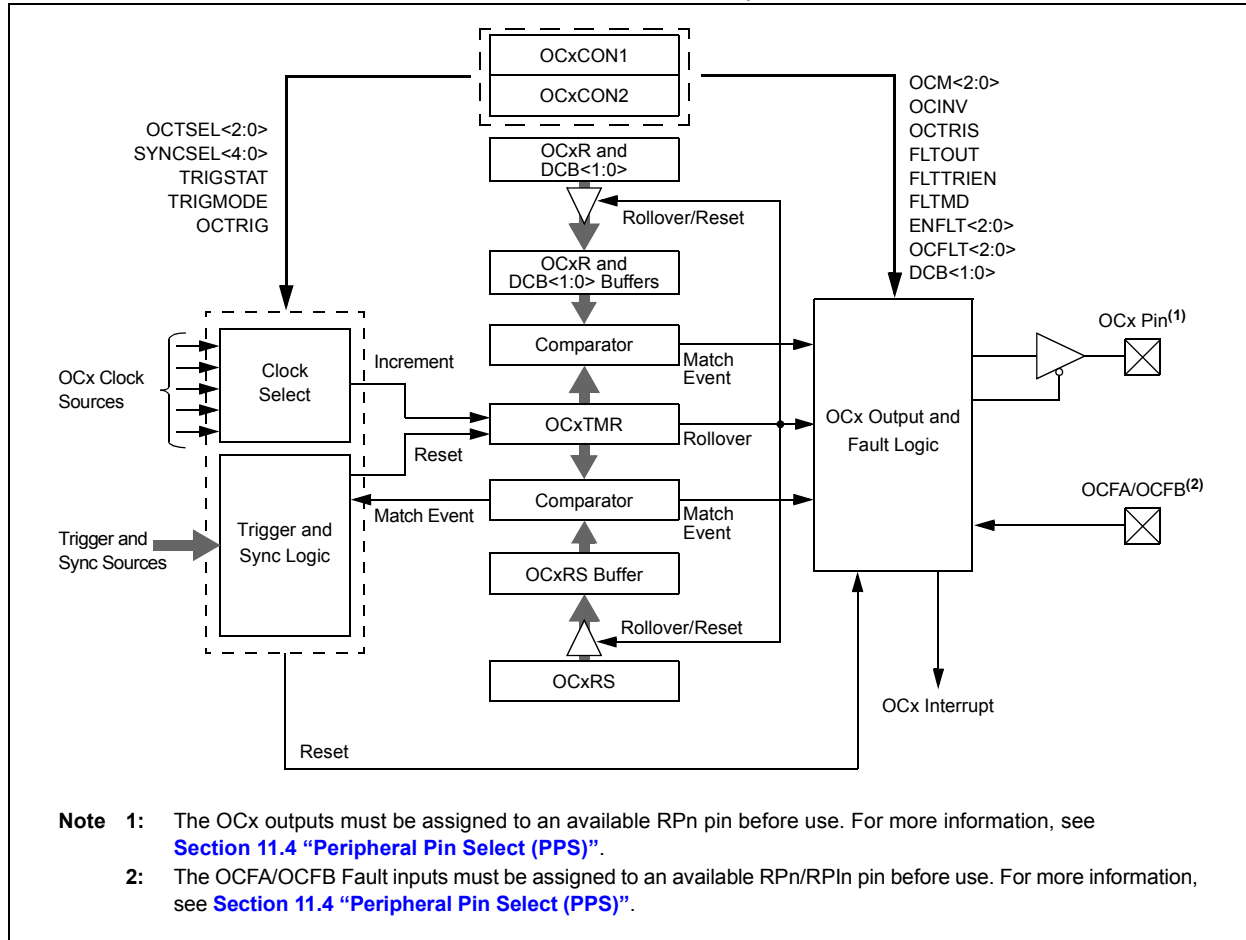 OCxCON1
OCxCON2
OCTSEL<2:0>
SYNCSEL<4:0>
TRIGSTAT
TRIGMODE
OCTRIG
OCM<2:0>
OCINV
OCTRIS
FLTOUT
FLTTRIEN
FLTMD
ENFLT<2:0>
OCFLT<2:0>
DCB<1:0>
OCxR and
DCB<1:0>
Rollover/Reset
OCxR and
DCB<1:0> Buffers
OCx Clock
Sources
Clock
Select
Increment
Comparator
Match
Event
OCx Pin(1)
OCxTMR
Rollover
Reset
OCx Output and
Fault Logic
Trigger and
Sync Sources
Trigger and
Sync Logic
Match Event
Comparator
Match
Event
OCFA/OCFB(2)
OCxRS Buffer
Rollover/Reset
OCxRS
OCx Interrupt
Reset
Note 1: The OCx outputs must be assigned to an available RPn pin before use. For more information, see
Section 11.4 “Peripheral Pin Select (PPS)”.
2: The OCFA/OCFB Fault inputs must be assigned to an available RPn/RPIn pin before use. For more information,
see Section 11.4 “Peripheral Pin Select (PPS)”.